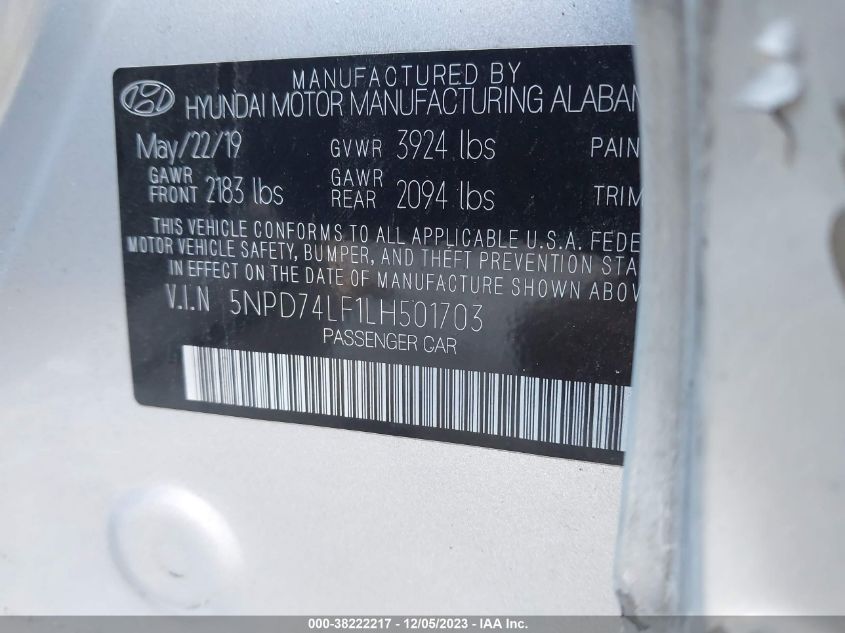 MANUFACTURED BY
HYUNDAI MOTOR MANUFACTURING ALABAM
May/22/19 GVWR 3924 lbs PAIN
GAWR FRONT 2183 lbs GAWR REAR 2094 lbs TRIM
THIS VEHICLE CONFORMS TO ALL APPLICABLE U.S.A. FEDE
MOTOR VEHICLE SAFETY, BUMPER, AND THEFT PREVENTION STA
IN EFFECT ON THE DATE OF MANUFACTURE SHOWN ABOV
V.I.N 5NPD74LF1LH501703
PASSENGER CAR
000-38222217 - 12/05/2023 - IAA Inc.